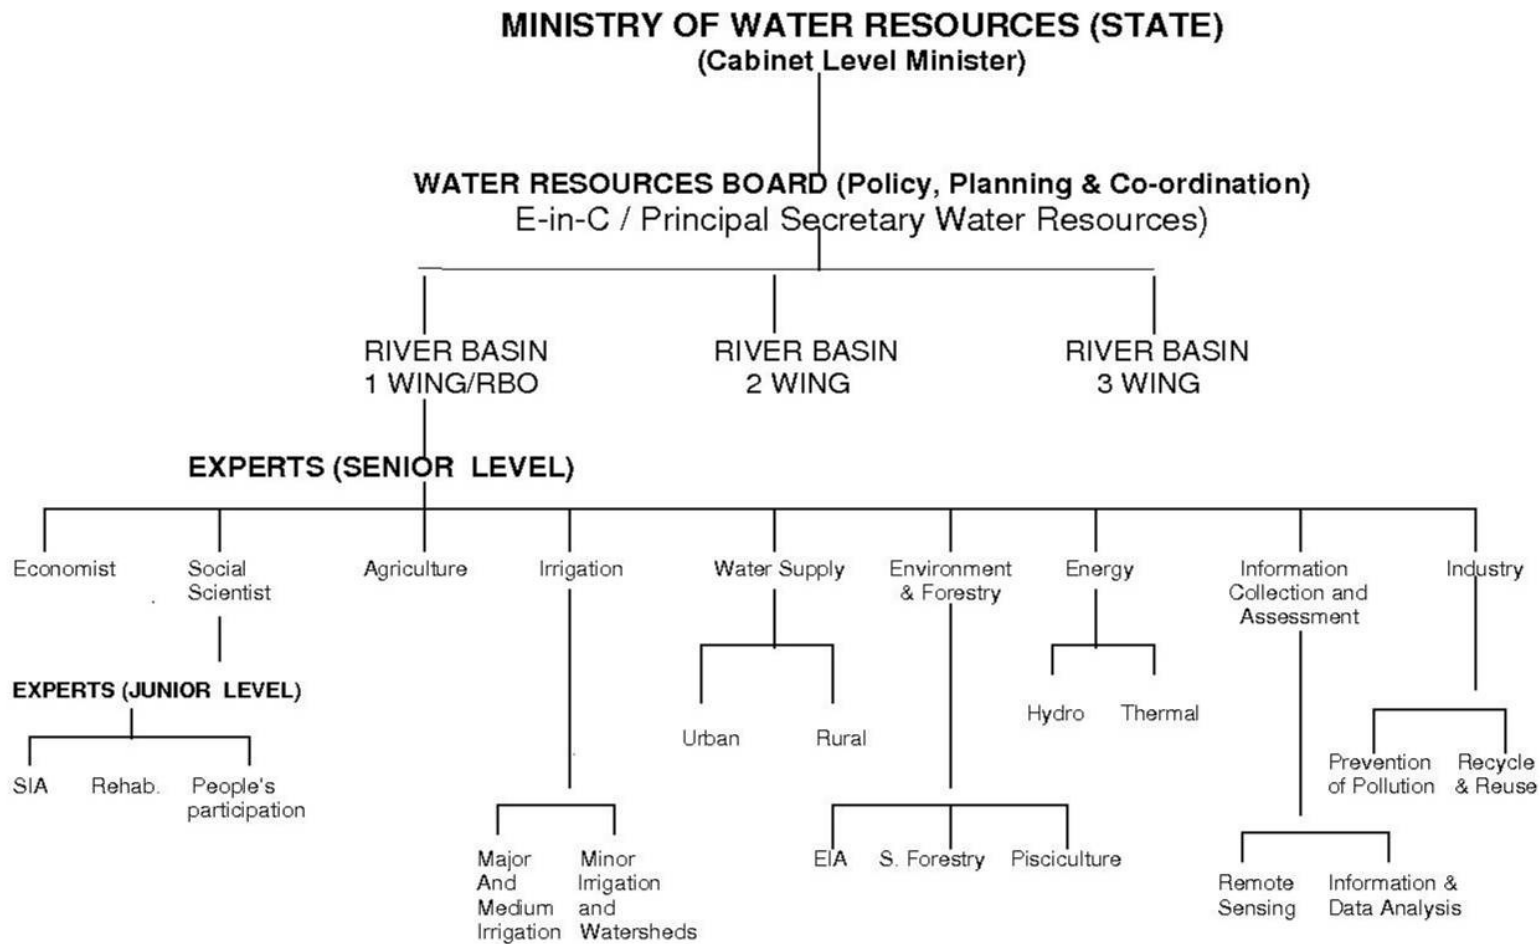 MINISTRY OF WATER RESOURCES (STATE)
(Cabinet Level Minister)
WATER RESOURCES BOARD (Policy, Planning & Co-ordination)
E-in-C / Principal Secretary Water Resources)
RIVER BASIN
1 WING/RBO
RIVER BASIN
2 WING
RIVER BASIN
3 WING
EXPERTS (SENIOR LEVEL)
Economist
Social
Scientist
Agriculture
Irrigation
Water Supply
Environment
& Forestry
Energy
Information
Collection and
Assessment
Industry
EXPERTS (JUNIOR LEVEL)
SIA
Rehab.
People's
participation
Major
And
Medium
Irrigation
Minor
Irrigation
and
Watersheds
Urban
Rural
EIA
S. Forestry
Pisciculture
Hydro
Thermal
Remote
Sensing
Information &
Data Analysis
Prevention
of Pollution
Recycle
& Reuse